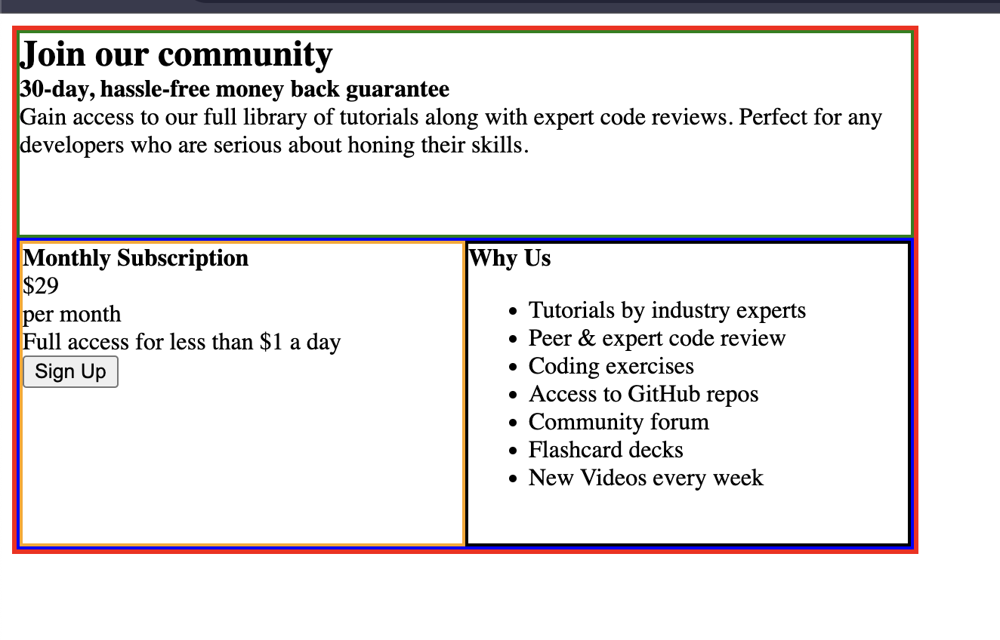 Join our community
30-day, hassle-free money back guarantee
Gain access to our full library of tutorials along with expert code reviews. Perfect for any
developers who are serious about honing their skills.
Monthly Subscription
$29
per month
Full access for less than $1 a day
Sign Up
Why Us
Tutorials by industry experts
Peer & expert code review
Coding exercises
Access to GitHub repos
Community forum
Flashcard decks
New Videos every week